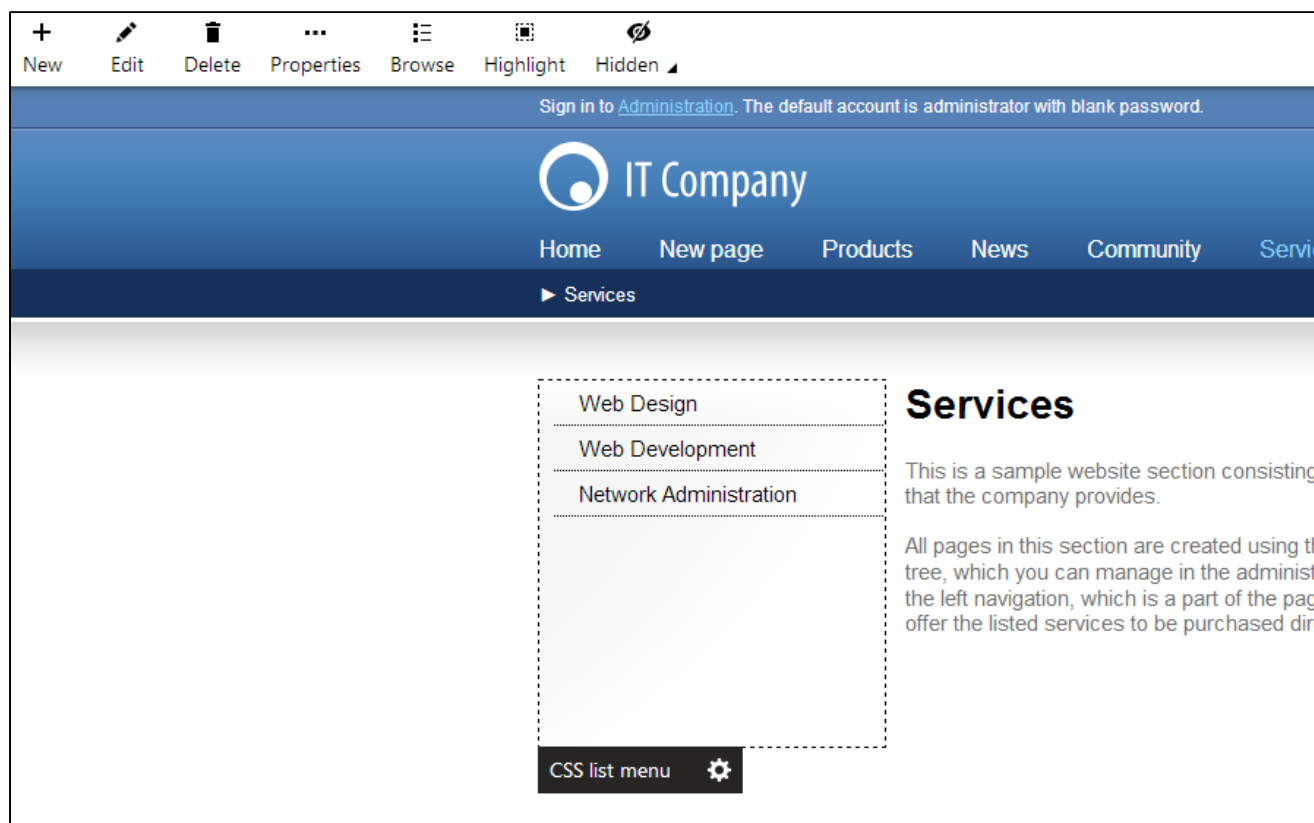 New Edit Delete Properties Browse Highlight Hidden
Sign in to Administration. The default account is administrator with blank password.
IT Company
Home New page Products News Community
Services
Web Design
Web Development
Network Administration
Services
This is a sample website section consisting
that the company provides.
All pages in this section are created using
tree, which you can manage in the
the left navigation, which is a part of the
offer the listed services to be purchased
CSS list menu